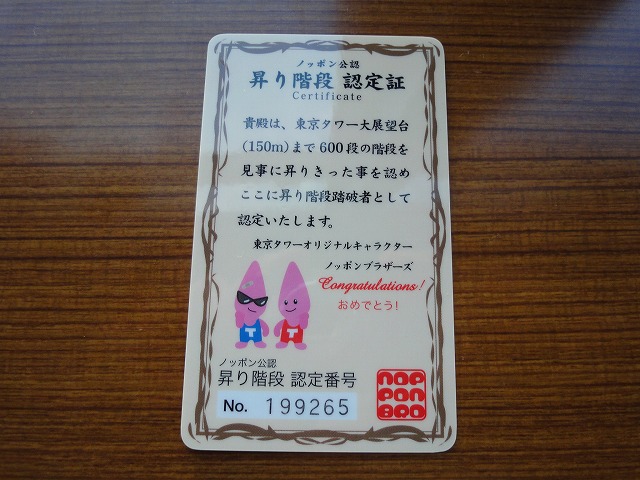 ノッポン公認
昇り階段 認定証
Certificate
貴殿は、東京タワー大展望台
(150m)まで600段の階段を
見事に昇りきった事を認め
ここに昇り階段踏破者として
認定いたします。
東京タワーオリジナルキャラクター
ノッポンブラザーズ
Congratulations!
おめでとう!
T T
ノッポン公認
昇り階段 認定番号
No. 199265
NOP
PON
BRO